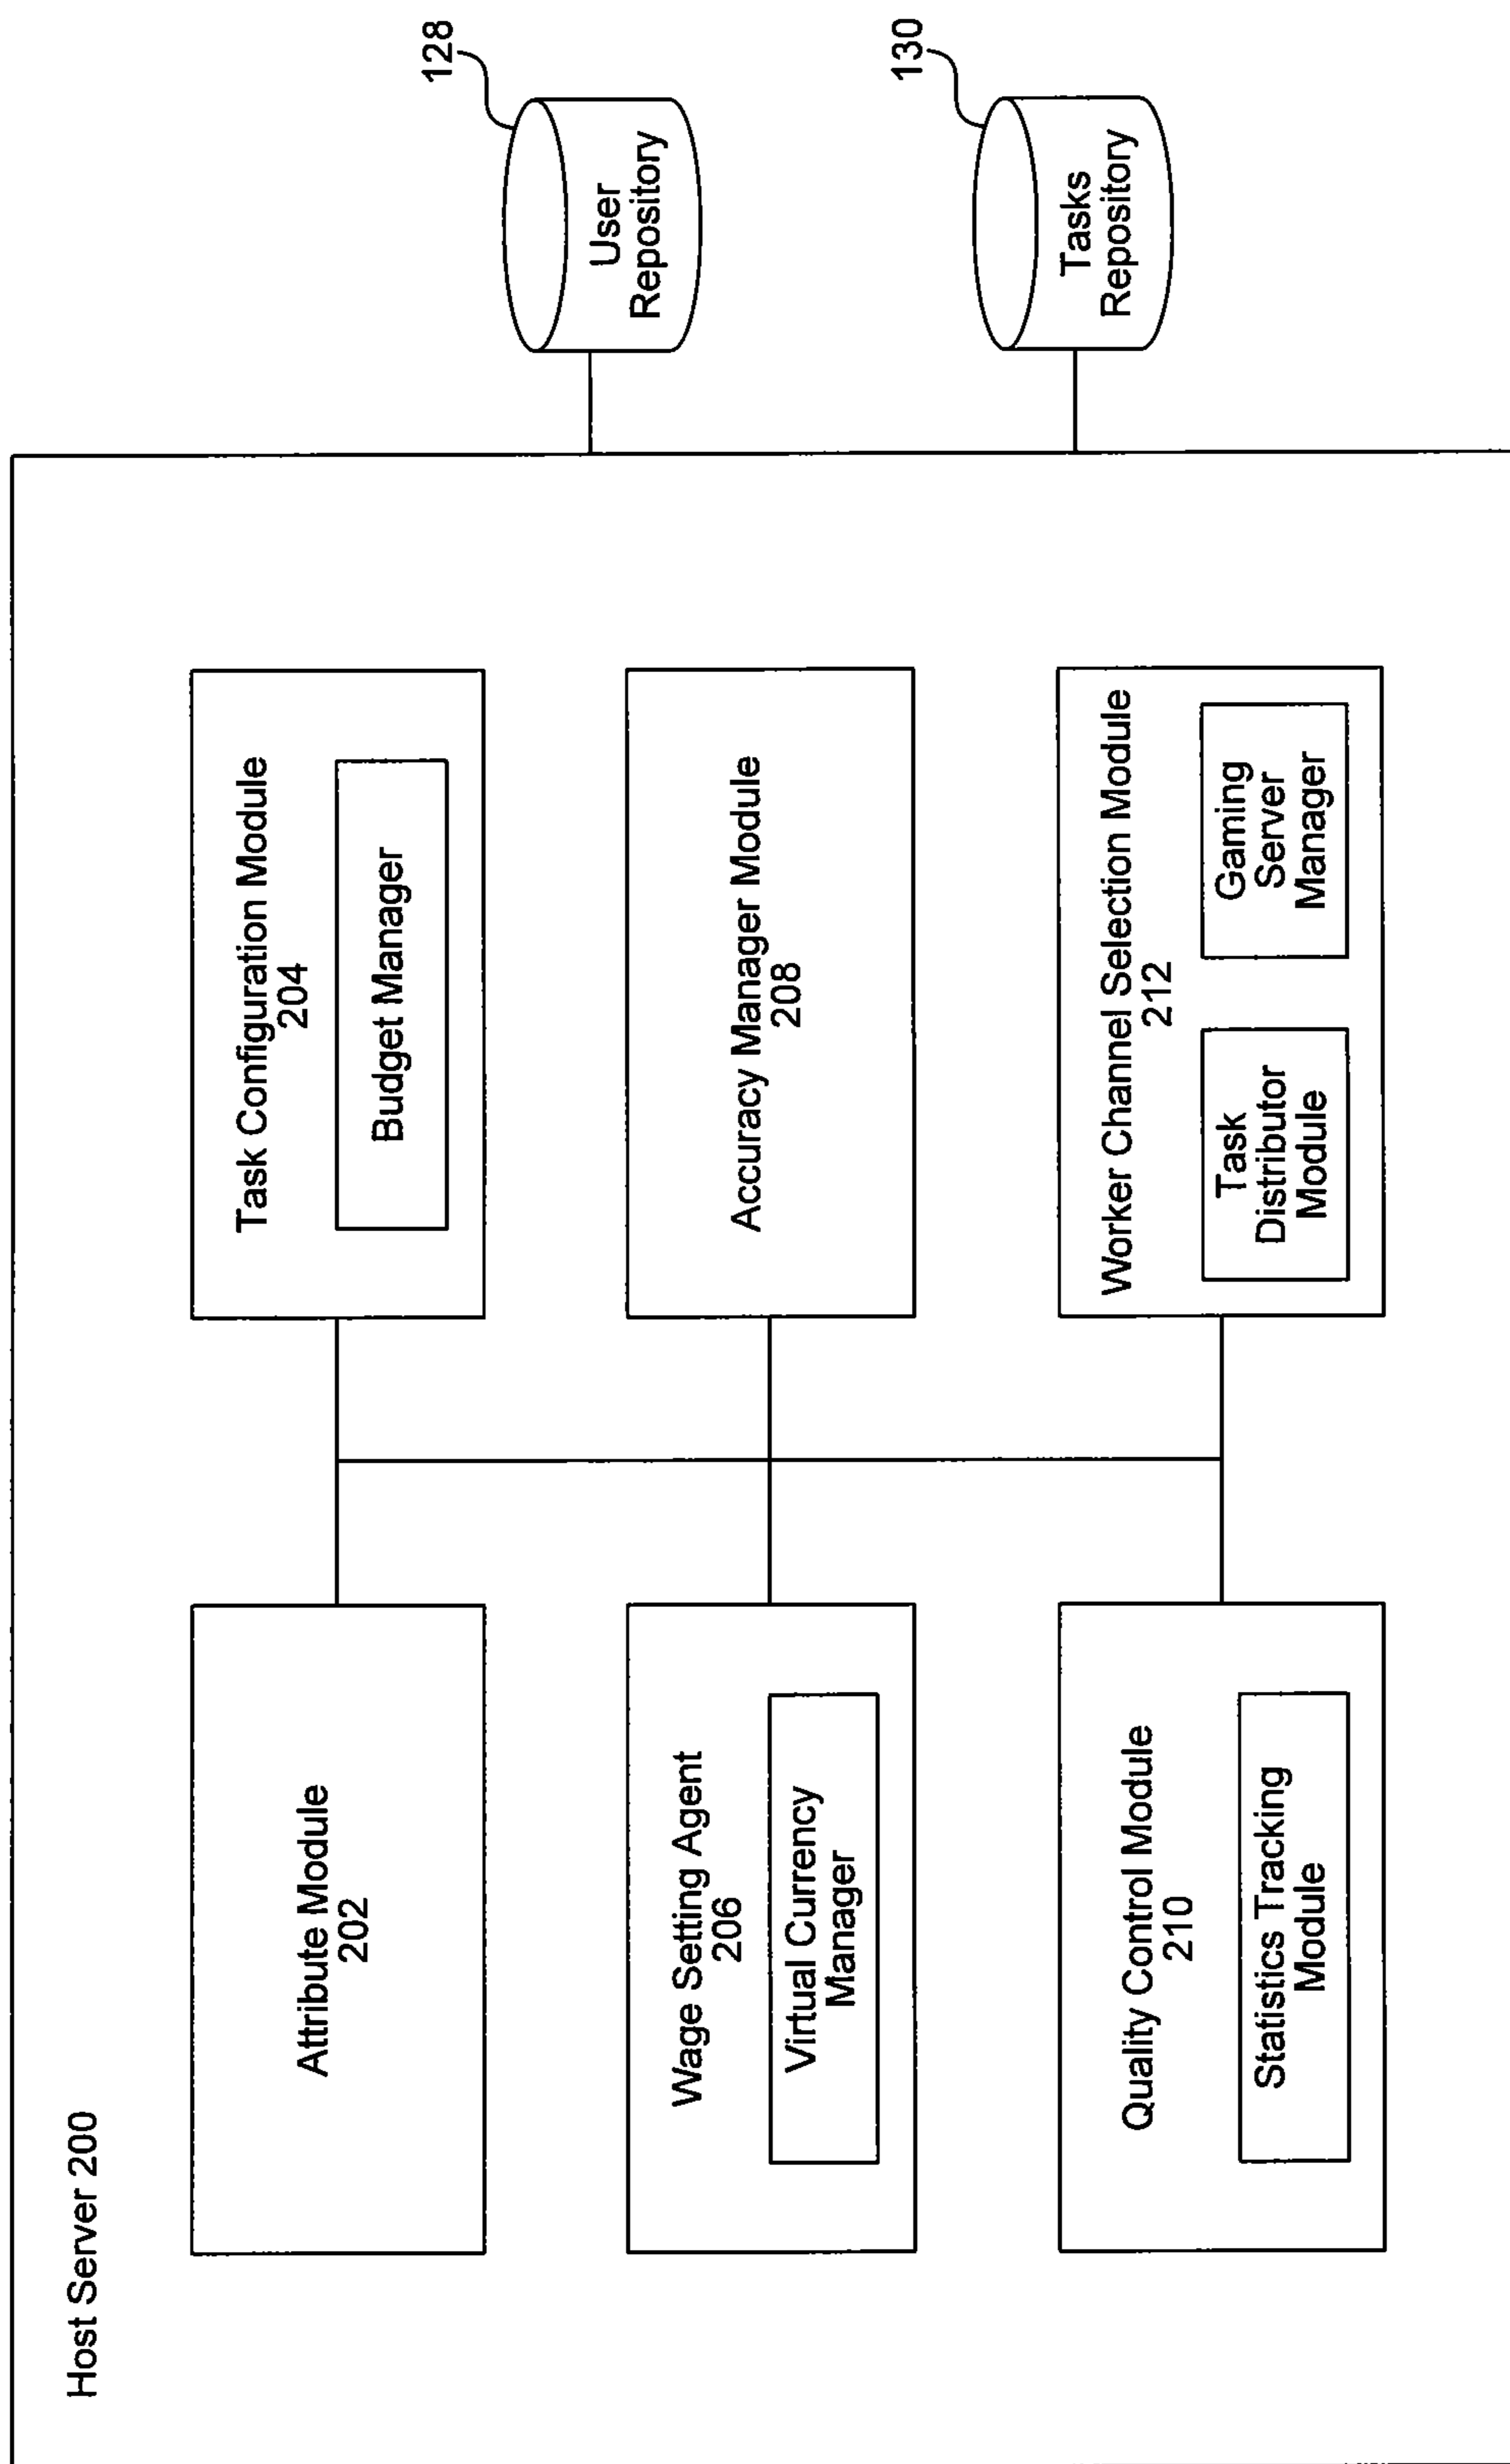 Host Server 200
Attribute Module
202
Task Configuration Module
204
Budget Manager
Wage Setting Agent
206
Virtual Currency
Manager
Accuracy Manager Module
208
Quality Control Module
210
Statistics Tracking
Module
Worker Channel Selection Module
212
Task
Distributor
Module
Gaming
Server
Manager
128
User
Repository
130
Tasks
Repository